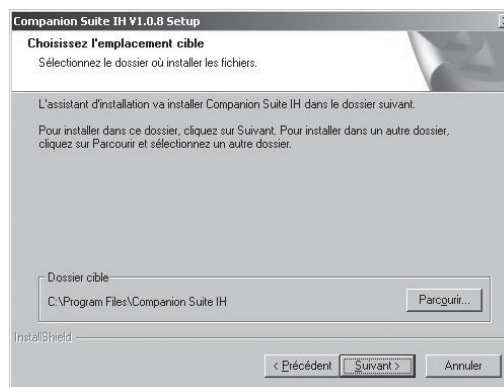 Companion Suite IH V1.0.8 Setup
Choisissez l'emplacement cible
Sélectionnez le dossier où installer les fichiers.
L'assistant d'installation va installer Companion Suite IH dans le dossier suivant.
Pour installer dans ce dossier, cliquez sur Suivant. Pour installer dans un autre dossier,
cliquez sur Parcourir et sélectionnez un autre dossier.
Dossier cible
C:\Program Files\Companion Suite IH
Parcourir...
InstallShield
< Précédent
Suivant >
Annuler